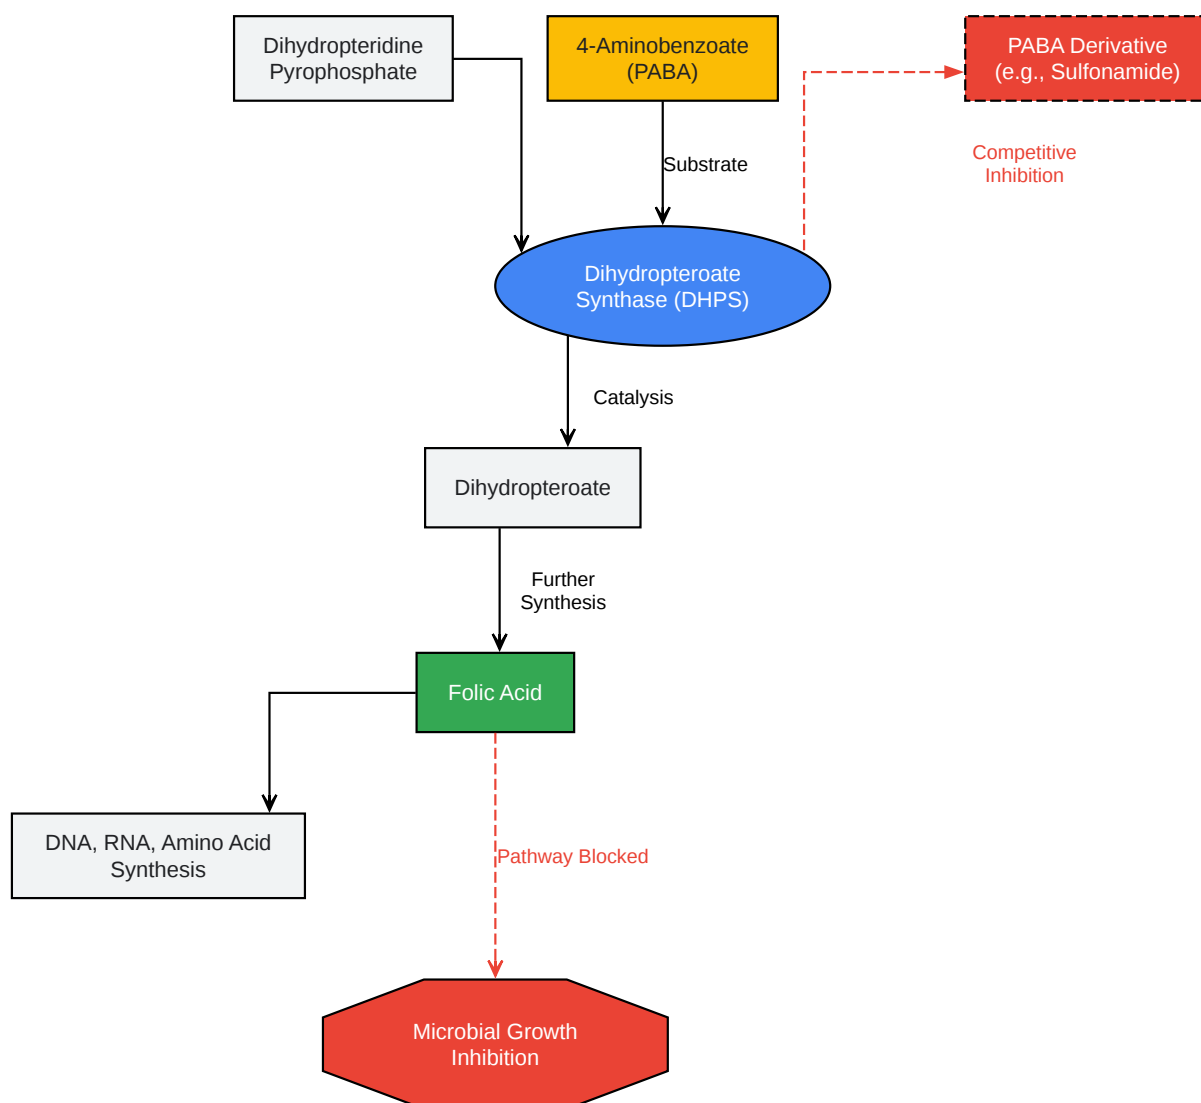 Dihydropteridine
Pyrophosphate
4-Aminobenzoate
(PABA)
PABA Derivative
(e.g., Sulfonamide)
Competitive
Inhibition
Substrate
Dihydropteroate
Synthase (DHPS)
Catalysis
Dihydropteroate
Further
Synthesis
Folic Acid
DNA, RNA, Amino Acid
Synthesis
Pathway Blocked
Microbial Growth
Inhibition